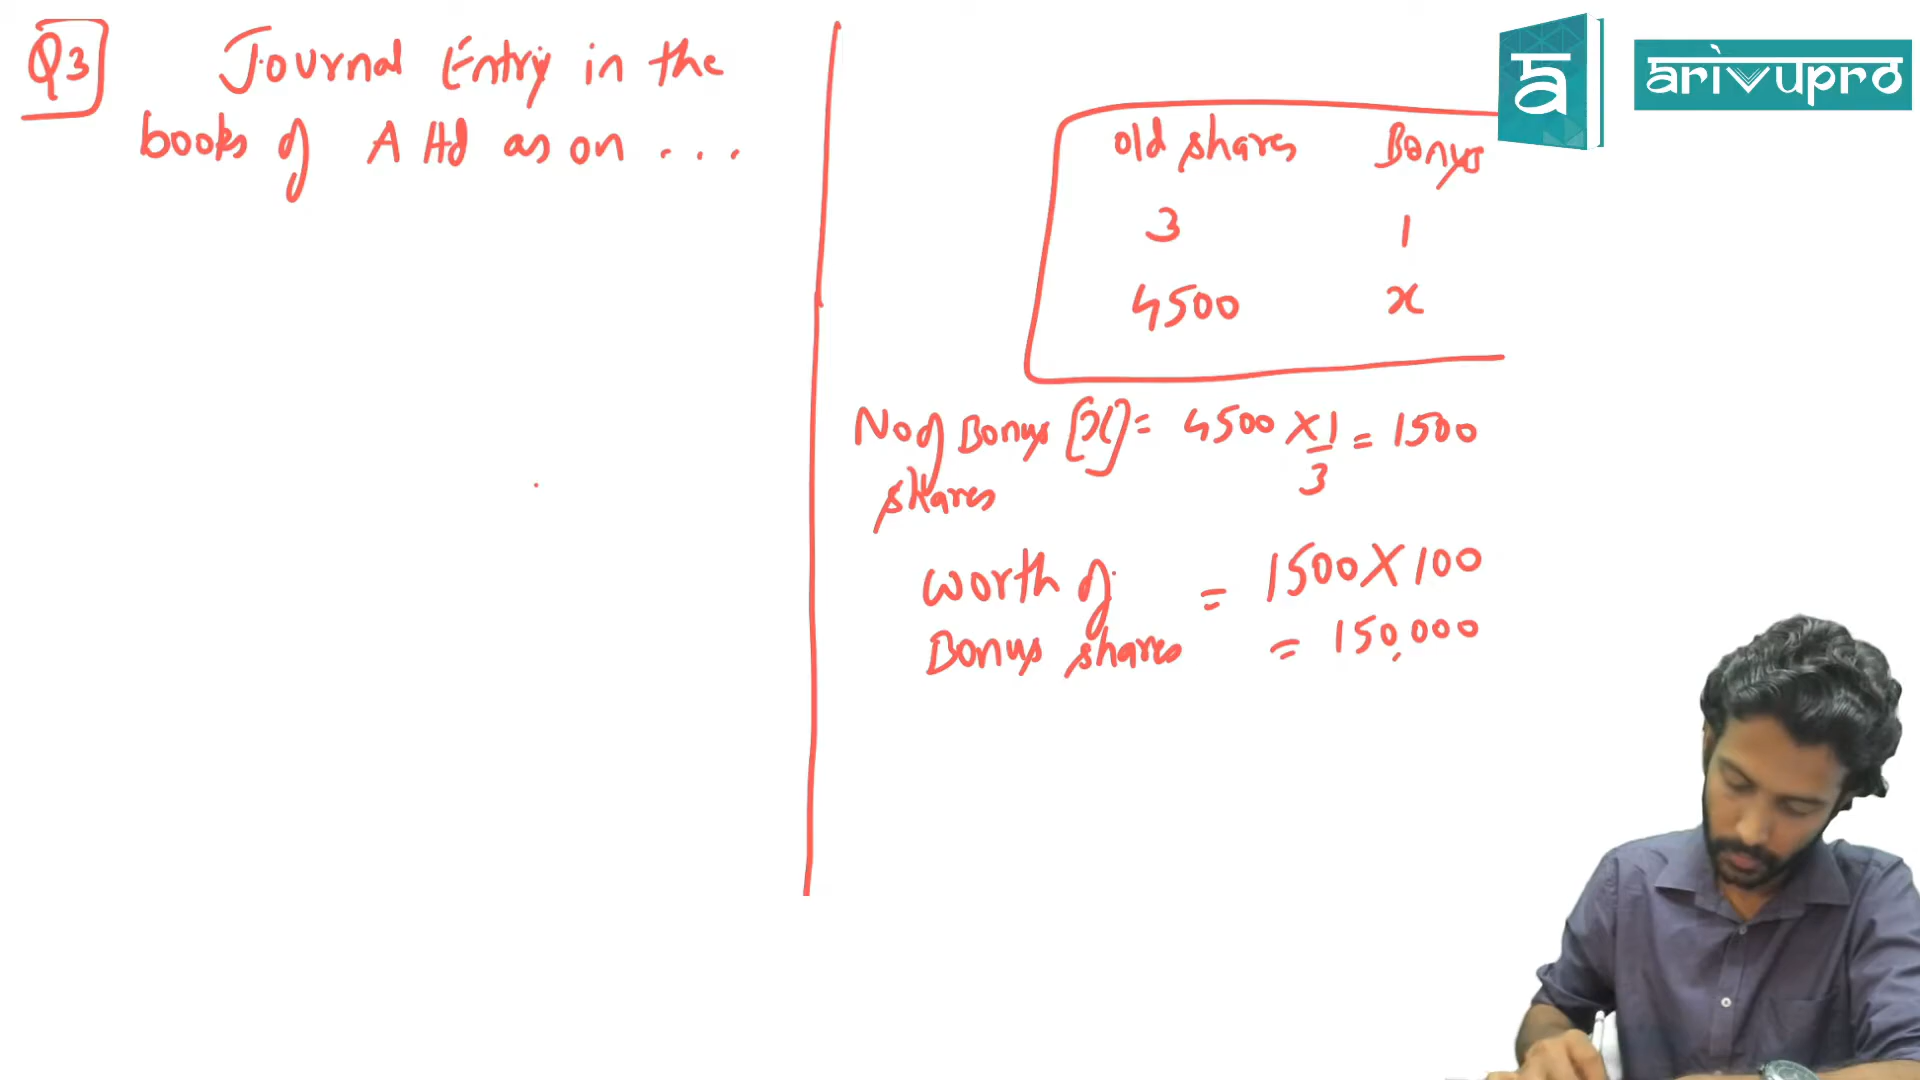 Q3
Journal Entry in the
books of A Ltd as on ...
old shares Bonus
3 1
4500 x
No of Bonus [x] = 4500 X 1/3 = 1500
shares
worth of = 1500 X 100
Bonus shares = 150,000
a
arivupro